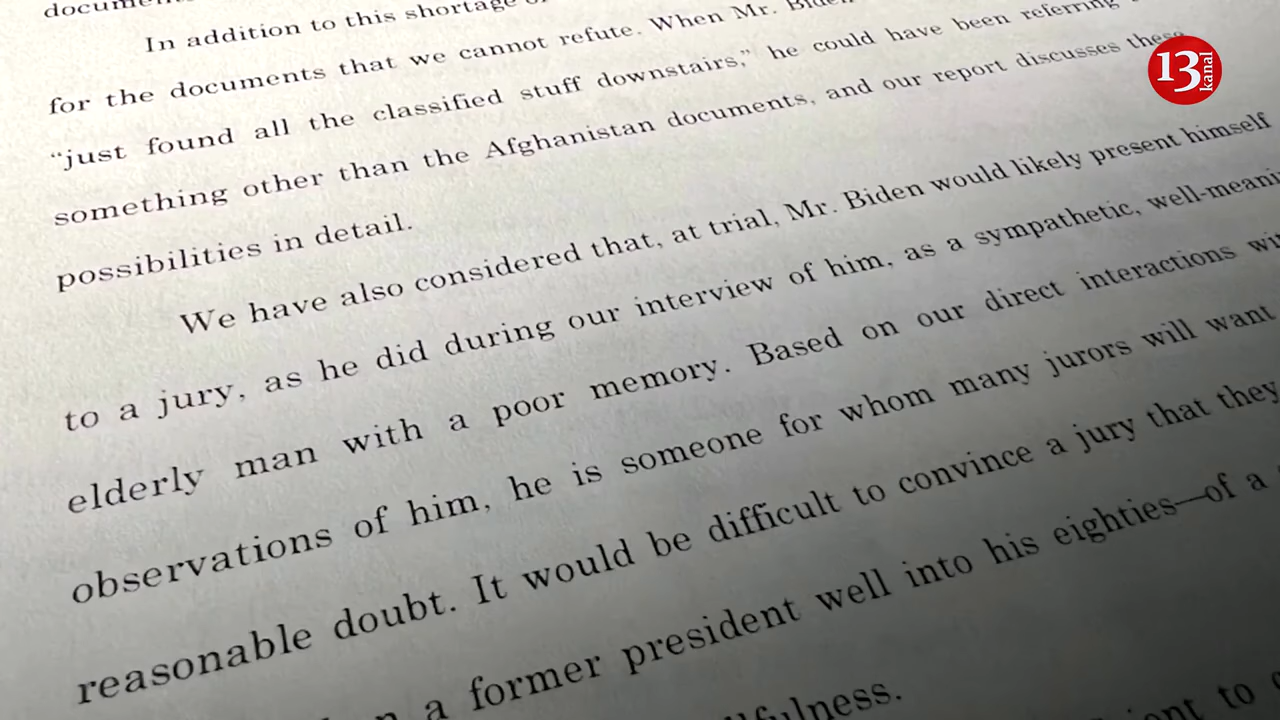 In addition to this shortage
for the documents that we cannot refute. When Mr. Biden
“just found all the classified stuff downstairs,” he could have been referring
something other than the Afghanistan documents, and our report discusses these
possibilities in detail.
We have also considered that, at trial, Mr. Biden would likely present himself
to a jury, as he did during our interview of him, as a sympathetic, well-meani
elderly man with a poor memory. Based on our direct interactions wit
observations of him, he is someone for whom many jurors will want
reasonable doubt. It would be difficult to convince a jury that they
a former president well into his eighties—of a
fulness.
to
13
kanal